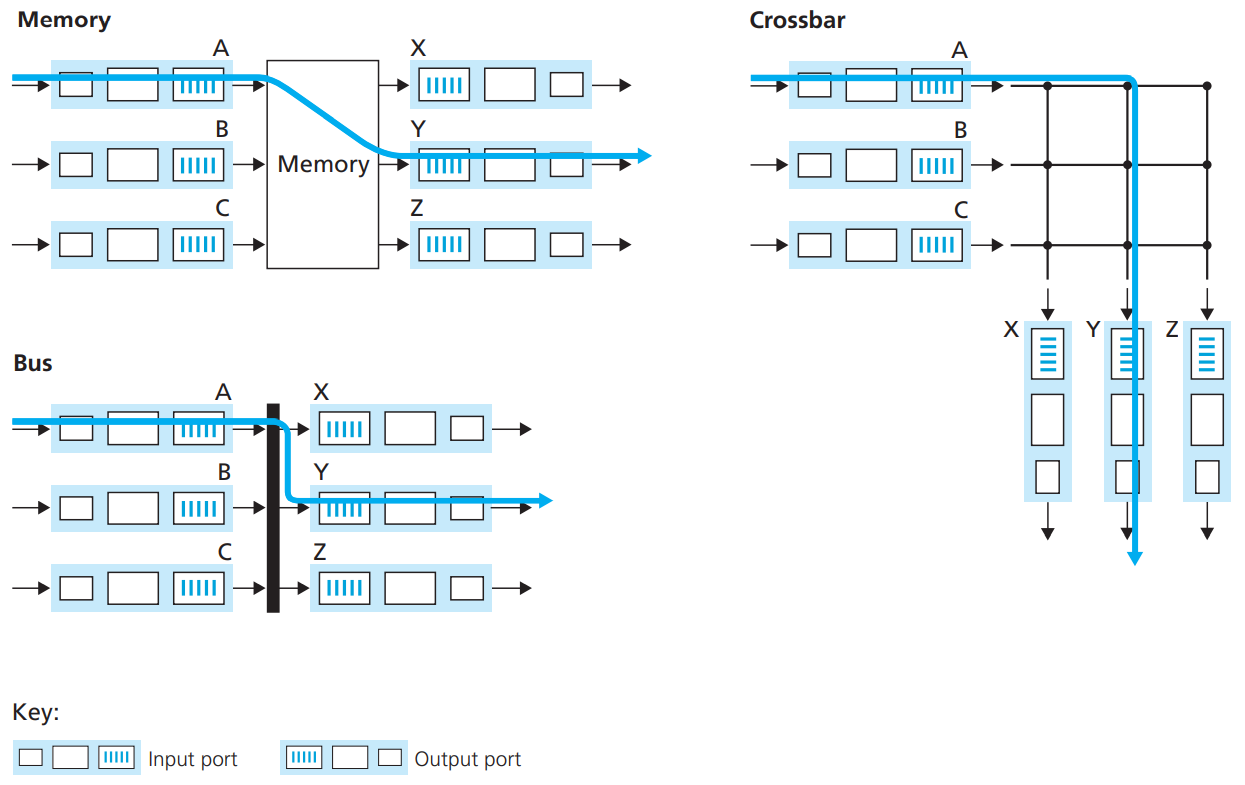 Memory
A
X
B
Y
Memory
C
Z
Crossbar
A
B
C
X
Y
Z
Bus
A
X
B
Y
C
Z
Key:
Input port
Output port